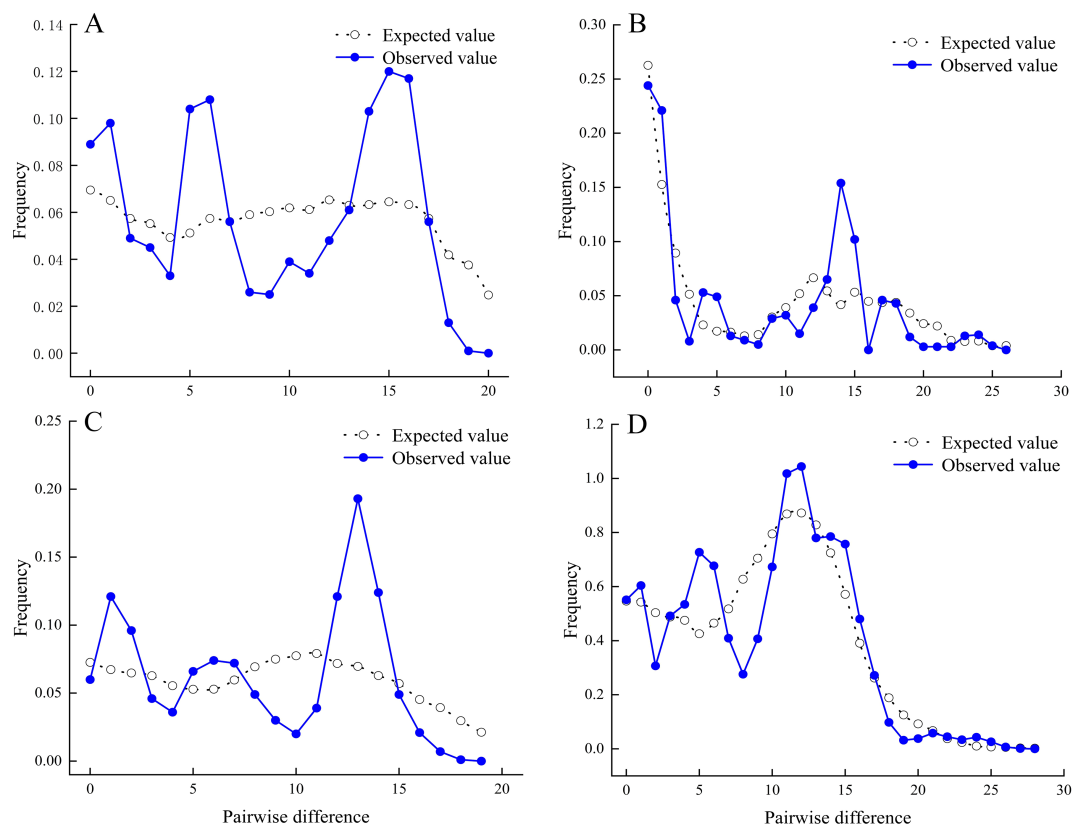 A
Expected value
Observed value
Frequency
0.14
0.12
0.10
0.08
0.06
0.04
0.02
0.00
0 5 10 15 20
B
Expected value
Observed value
Frequency
0.30
0.25
0.20
0.15
0.10
0.05
0.00
0 5 10 15 20 25 30
C
Expected value
Observed value
Frequency
0.25
0.20
0.15
0.10
0.05
0.00
0 5 10 15 20
Pairwise difference
D
Expected value
Observed value
Frequency
1.2
1.0
0.8
0.6
0.4
0.2
0.0
0 5 10 15 20 25 30
Pairwise difference